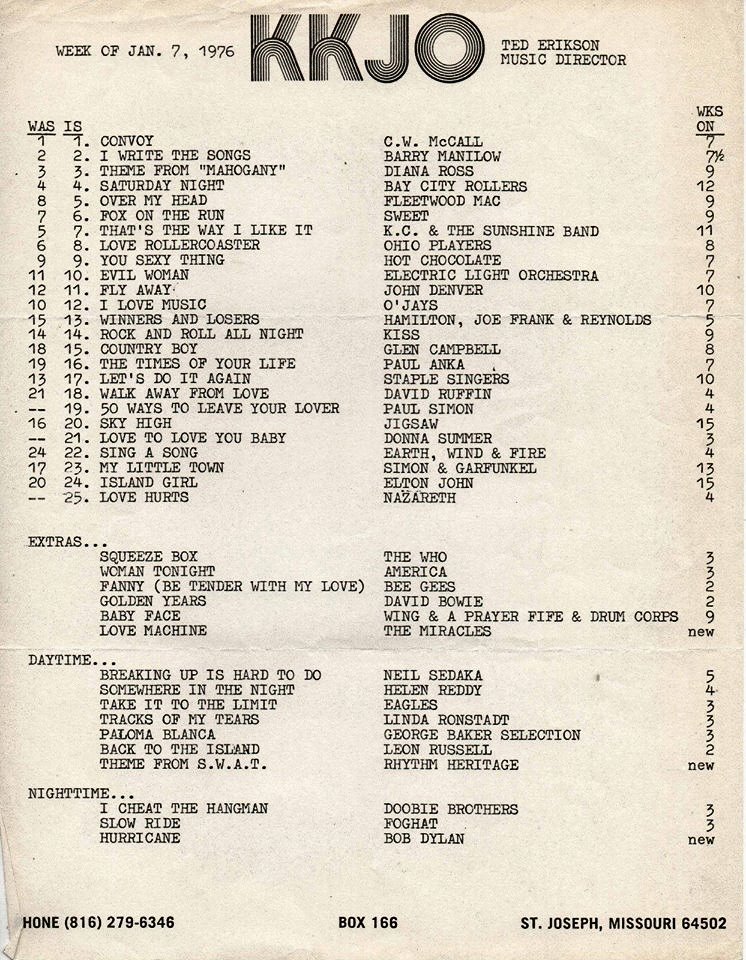 WEEK OF JAN. 7, 1976 KKJO TED ERIKSON
MUSIC DIRECTOR
WKS
WAS IS ON
1 1. CONVOY C.W. McCALL 7
2 2. I WRITE THE SONGS BARRY MANILOW 7½
3 3. THEME FROM "MAHOGANY" DIANA ROSS 9
4 4. SATURDAY NIGHT BAY CITY ROLLERS 12
8 5. OVER MY HEAD FLEETWOOD MAC 9
7 6. FOX ON THE RUN SWEET 9
5 7. THAT'S THE WAY I LIKE IT K.C. & THE SUNSHINE BAND 11
6 8. LOVE ROLLERCOASTER OHIO PLAYERS 8
9 9. YOU SEXY THING HOT CHOCOLATE 7
11 10. EVIL WOMAN ELECTRIC LIGHT ORCHESTRA 7
12 11. FLY AWAY JOHN DENVER 10
10 12. I LOVE MUSIC O'JAYS 7
15 13. WINNERS AND LOSERS HAMILTON, JOE FRANK & REYNOLDS 5
14 14. ROCK AND ROLL ALL NIGHT KISS 9
18 15. COUNTRY BOY GLEN CAMPBELL 8
19 16. THE TIMES OF YOUR LIFE PAUL ANKA 7
13 17. LET'S DO IT AGAIN STAPLE SINGERS 10
21 18. WALK AWAY FROM LOVE DAVID RUFFIN 4
-- 19. 50 WAYS TO LEAVE YOUR LOVER PAUL SIMON 4
16 20. SKY HIGH JIGSAW 15
-- 21. LOVE TO LOVE YOU BABY DONNA SUMMER 3
24 22. SING A SONG EARTH, WIND & FIRE 4
17 23. MY LITTLE TOWN SIMON & GARFUNKEL 13
20 24. ISLAND GIRL ELTON JOHN 15
-- 25. LOVE HURTS NAZARETH 4
EXTRAS...
SQUEEZE BOX THE WHO 3
WOMAN TONIGHT AMERICA 3
FANNY (BE TENDER WITH MY LOVE) BEE GEES 2
GOLDEN YEARS DAVID BOWIE 2
BABY FACE WING & A PRAYER FIFE & DRUM CORPS 9
LOVE MACHINE THE MIRACLES new
DAYTIME...
BREAKING UP IS HARD TO DO NEIL SEDAKA 5
SOMEWHERE IN THE NIGHT HELEN REDDY 4
TAKE IT TO THE LIMIT EAGLES 3
TRACKS OF MY TEARS LINDA RONSTADT 3
PALOMA BLANCA GEORGE BAKER SELECTION 3
BACK TO THE ISLAND LEON RUSSELL 2
THEME FROM S.W.A.T. RHYTHM HERITAGE new
NIGHTTIME...
I CHEAT THE HANGMAN DOOBIE BROTHERS 3
SLOW RIDE FOGHAT 3
HURRICANE BOB DYLAN new
HONE (816) 279-6346 BOX 166 ST. JOSEPH, MISSOURI 64502